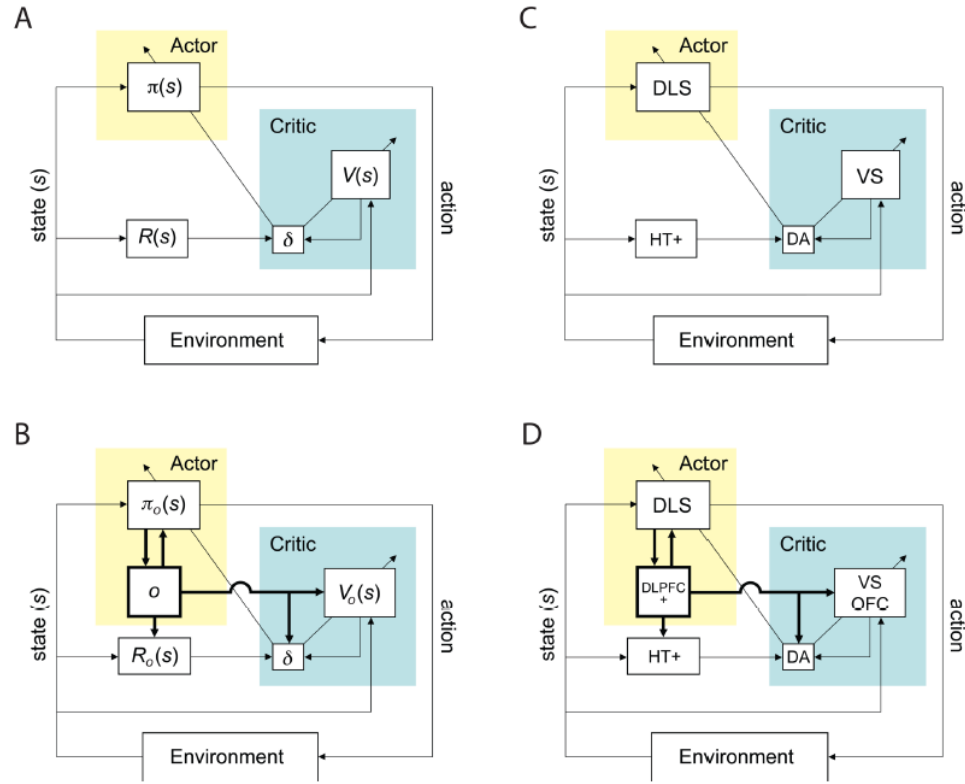 A
Actor
π(s)
Critic
V(s)
state (s)
action
R(s)
δ
Environment
C
Actor
DLS
Critic
VS
state (s)
action
HT+
DA
Environment
B
Actor
πo(s)
Critic
o
Vo(s)
state (s)
action
Ro(s)
δ
Environment
D
Actor
DLS
Critic
DLPFC
+
VS
OFC
state (s)
action
HT+
DA
Environment